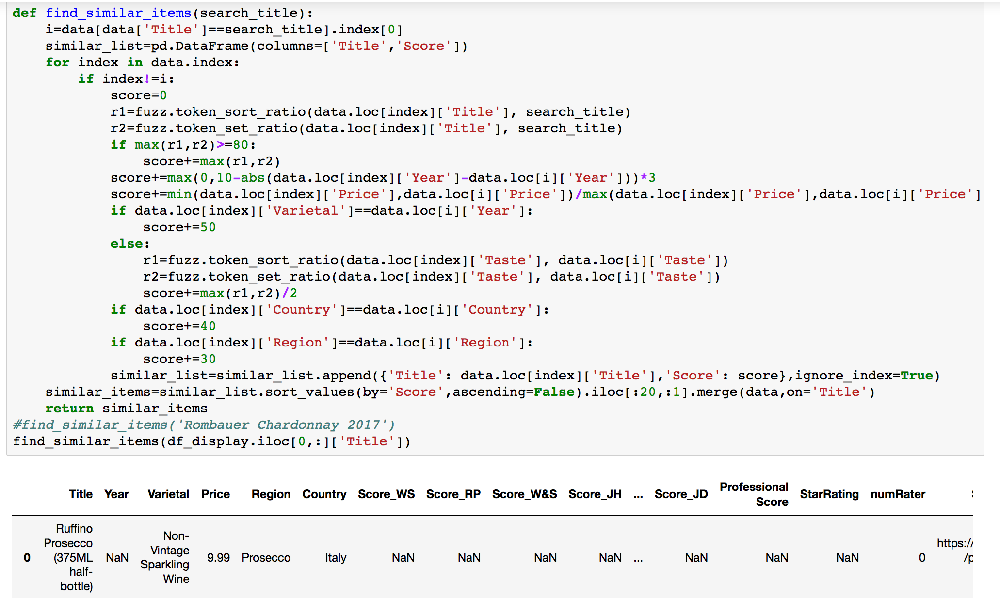 def find_similar_items(search_title):
    i=data[data['Title']==search_title].index[0]
    similar_list=pd.DataFrame(columns=['Title','Score'])
    for index in data.index:
        if index!=i:
            score=0
            r1=fuzz.token_sort_ratio(data.loc[index]['Title'], search_title)
            r2=fuzz.token_set_ratio(data.loc[index]['Title'], search_title)
            if max(r1,r2)>=80:
                score+=max(r1,r2)
            score+=max(0,10-abs(data.loc[index]['Year']-data.loc[i]['Year']))*3
            score+=min(data.loc[index]['Price'],data.loc[i]['Price'])/max(data.loc[index]['Price'],data.loc[i]['Price']
            if data.loc[index]['Varietal']==data.loc[i]['Year']:
                score+=50
            else:
                r1=fuzz.token_sort_ratio(data.loc[index]['Taste'], data.loc[i]['Taste'])
                r2=fuzz.token_set_ratio(data.loc[index]['Taste'], data.loc[i]['Taste'])
                score+=max(r1,r2)/2
            if data.loc[index]['Country']==data.loc[i]['Country']:
                score+=40
            if data.loc[index]['Region']==data.loc[i]['Region']:
                score+=30
            similar_list=similar_list.append({'Title': data.loc[index]['Title'],'Score': score},ignore_index=True)
    similar_items=similar_list.sort_values(by='Score',ascending=False).iloc[:20,:1].merge(data,on='Title')
    return similar_items
#find_similar_items('Rombauer Chardonnay 2017')
find_similar_items(df_display.iloc[0,:]['Title'])
Title Year Varietal Price Region Country Score_WS Score_RP Score_W&S Score_JH ... Score_JD Professional Score StarRating numRater
0 Ruffino Prosecco (375ML half-bottle) NaN Non-Vintage Sparkling Wine 9.99 Prosecco Italy NaN NaN NaN NaN ... NaN NaN NaN 0 https:// /p